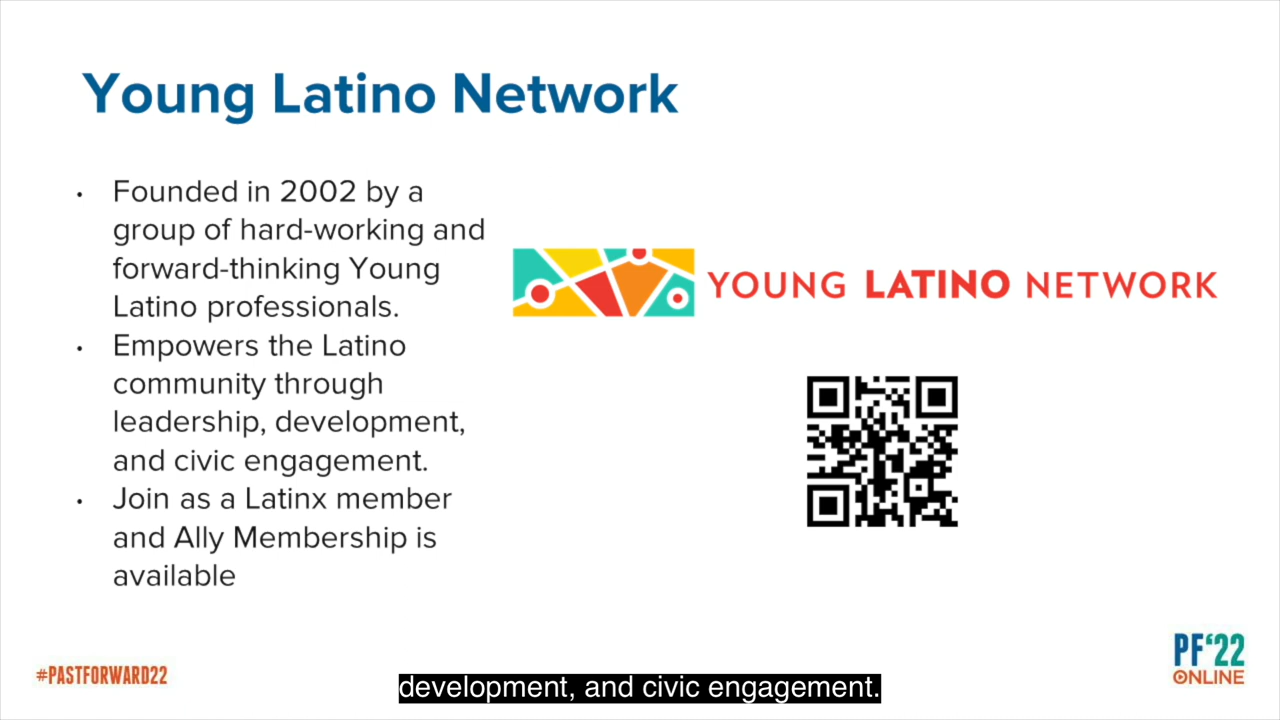 Young Latino Network
• Founded in 2002 by a
group of hard-working and
forward-thinking Young
Latino professionals.
• Empowers the Latino
community through
leadership, development,
and civic engagement.
• Join as a Latinx member
and Ally Membership is
available
YOUNG LATINO NETWORK
#PASTFORWARD22
PF'22
ONLINE
development, and civic engagement.